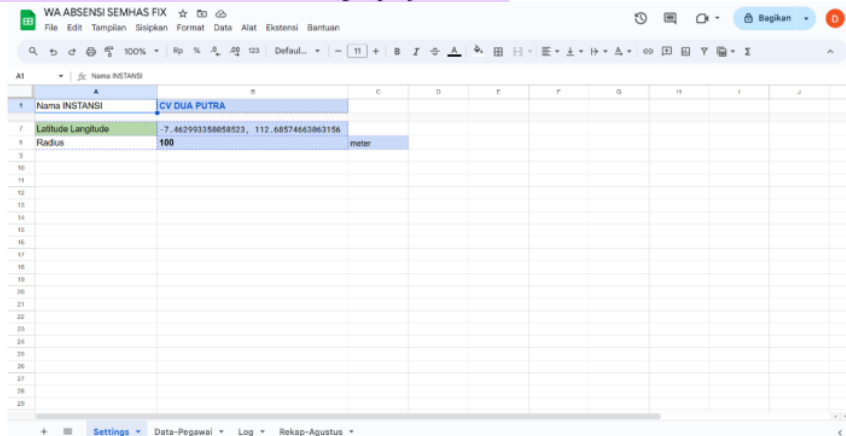 WA ABSENSI SEMHAS FIX
File Edit Tampilan Sisipkan Format Data Alat Ekstensi Bantuan
Bagikan
D
100% Rp % .0 .00 123 Defaul... 11 B I A
A1 fx Nama INSTANSI
A B C D E F G H I J
1 Nama INSTANSI CV DUA PUTRA
7 Latitude Langitude -7.462993358058523, 112.68574663063156
8 Radius 100 meter
9
10
11
12
13
14
15
16
17
18
19
20
21
22
23
24
25
26
27
28
29
Settings Data-Pegawai Log Rekap-Agustus